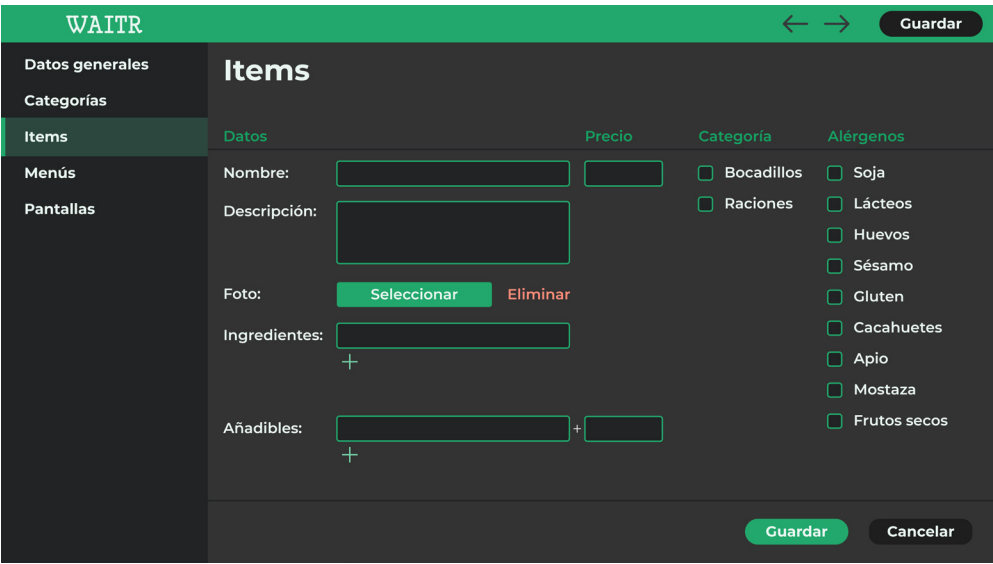 WAITR
← →
Guardar
Datos generales
Categorías
Items
Menús
Pantallas
Items
Datos Precio Categoría Alérgenos
Nombre:
Descripción:
Foto: Seleccionar Eliminar
Ingredientes:
+
Añadibles: +
+
Bocadillos
Raciones
Soja
Lácteos
Huevos
Sésamo
Gluten
Cacahuetes
Apio
Mostaza
Frutos secos
Guardar Cancelar